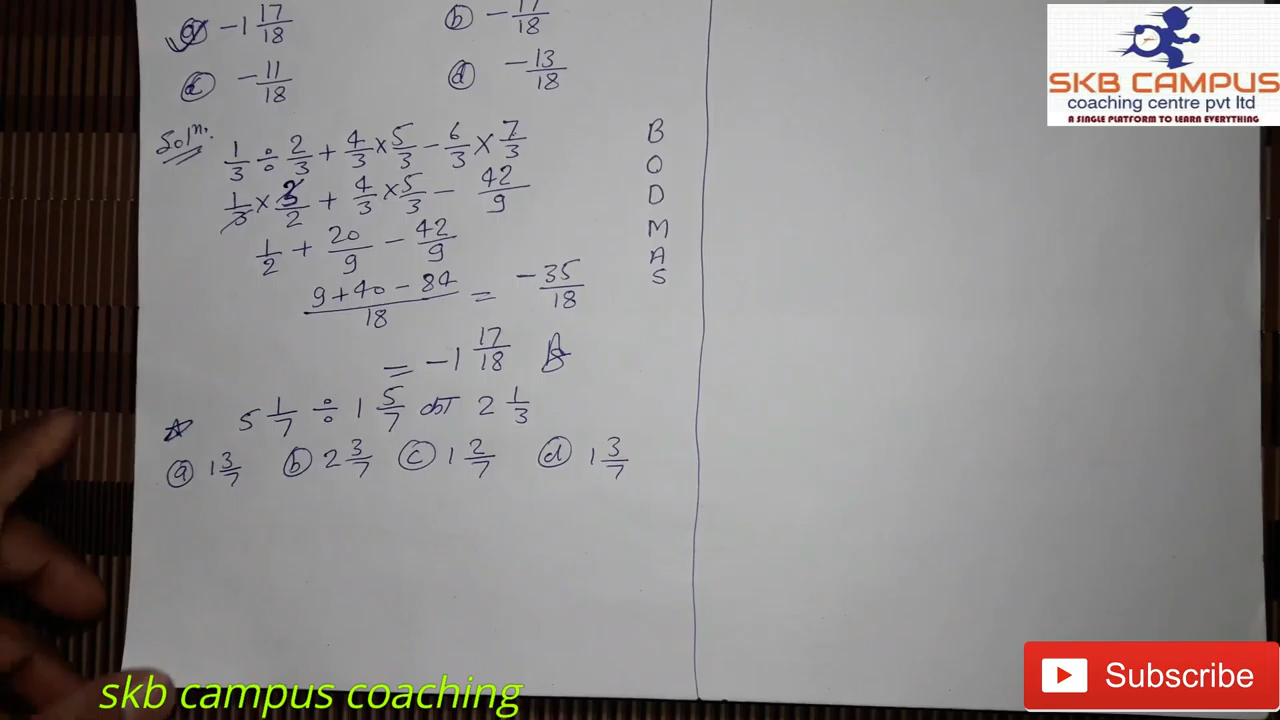 ⓐ -1 17/18 ⓑ -17/18
ⓒ -11/18 ⓓ -13/18
Solⁿ.
1/3 ÷ 2/3 + 4/3 × 5/3 - 6/3 × 7/3
1/3 × 3/2 + 4/3 × 5/3 - 42/9
1/2 + 20/9 - 42/9
9+40-84/18 = -35/18
= -1 17/18
☆ 5 1/7 ÷ 1 5/7 का 2 1/3
ⓐ 1 3/7 ⓑ 2 3/7 ⓒ 1 2/7 ⓓ 1 3/7
B
O
D
M
A
S
SKB CAMPUS
coaching centre pvt ltd
A SINGLE PLATFORM TO LEARN EVERYTHING
Subscribe
skb campus coaching